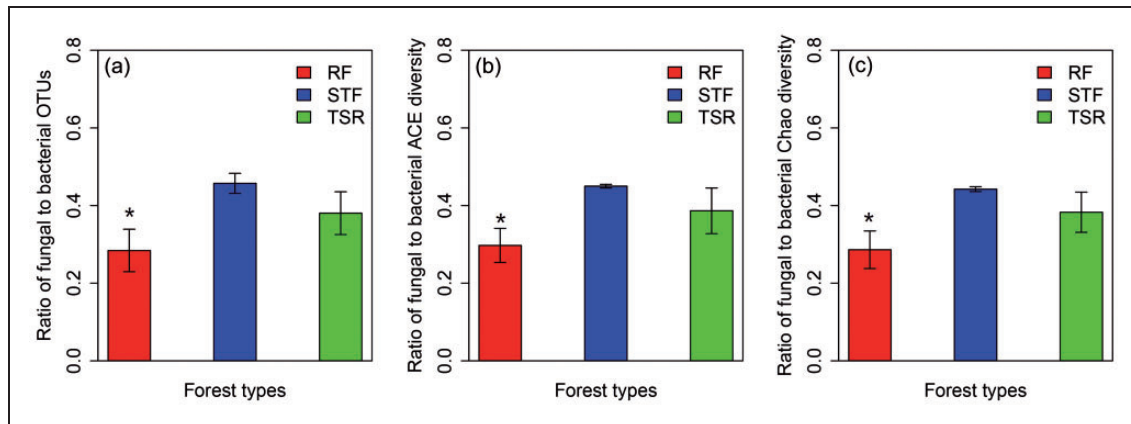 (a)
RF
STF
TSR
Ratio of fungal to bacterial OTUs
0.0
0.2
0.4
0.6
0.8
*
Forest types
(b)
RF
STF
TSR
Ratio of fungal to bacterial ACE diversity
0.0
0.2
0.4
0.6
0.8
*
Forest types
(c)
RF
STF
TSR
Ratio of fungal to bacterial Chao diversity
0.0
0.2
0.4
0.6
0.8
*
Forest types